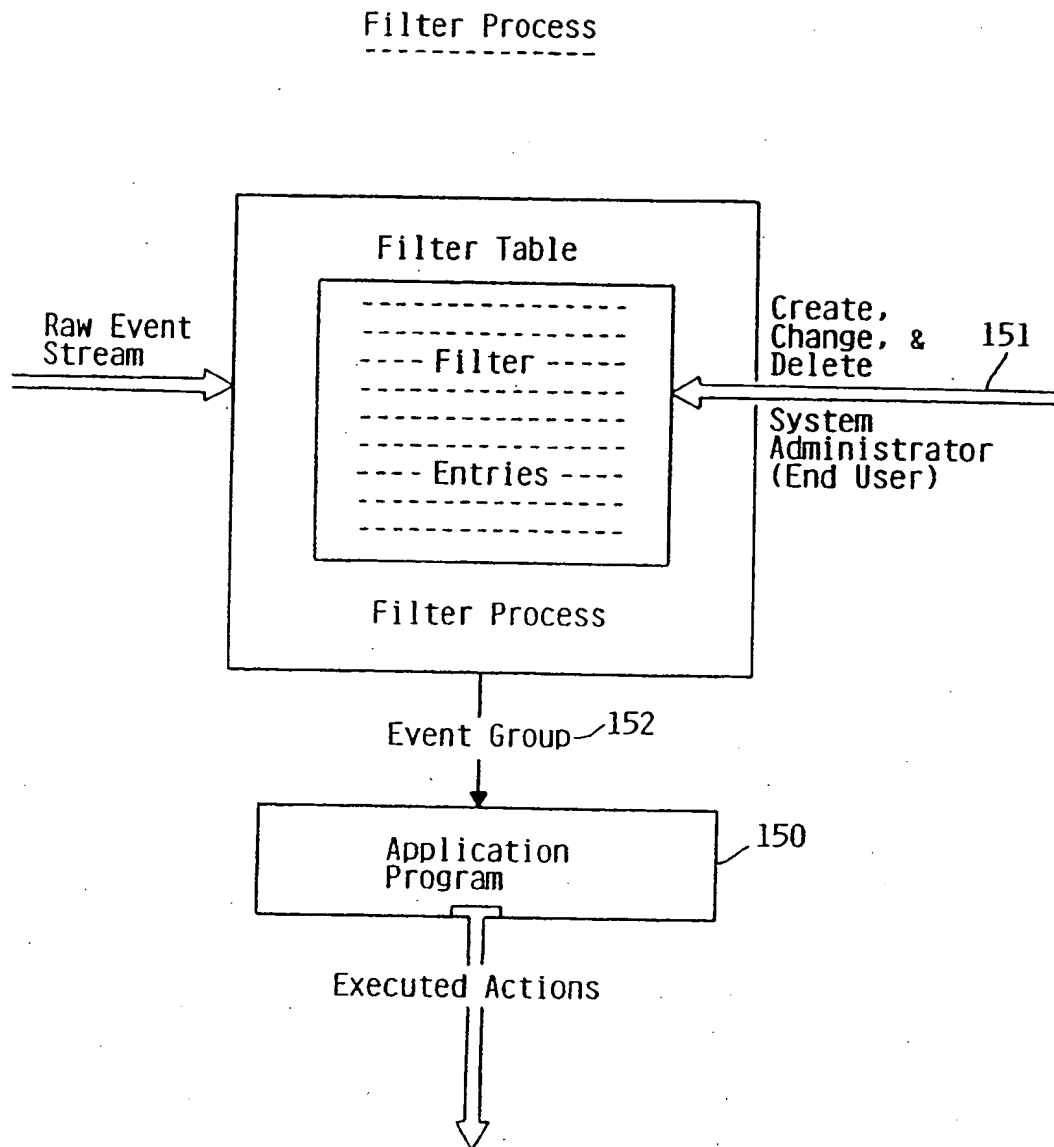 Filter Process
Filter Table
Raw Event
Stream
Filter
Entries
Create,
Change, &
Delete
151
System
Administrator
(End User)
Filter Process
Event Group
152
Application
Program
150
Executed Actions